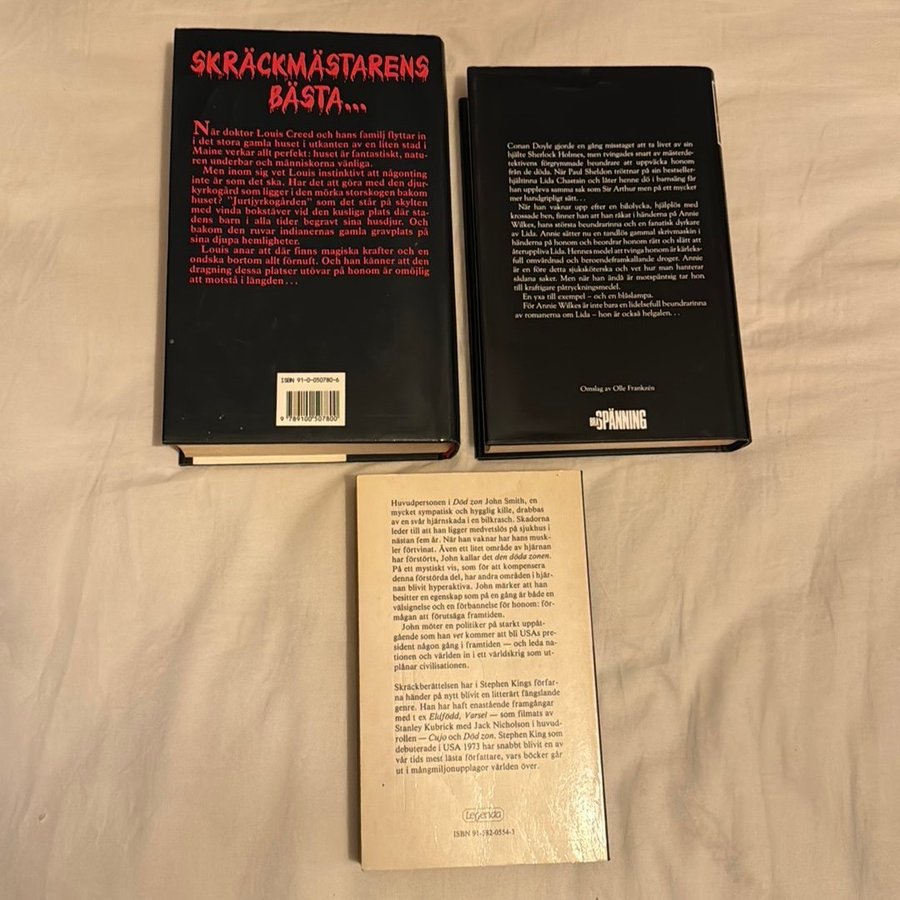 SKRÄCKMÄSTARENS
BÄSTA...
När doktor Louis Creed och hans familj flyttar in
i det stora gamla huset i utkanten av en liten stad i
Maine verkar allt perfekt: huset är fantastiskt, natu-
ren underbar och människorna vänliga.
Men inom sig vet Louis instinktivt att någonting
inte är som det ska. Har det att göra med den djur-
kyrkogård som ligger i den mörka storskogen bakom
huset? "Jurtjyrkogården" som det står på skylten
med vinda bokstäver vid den kusliga plats där sta-
dens barn i alla tider begravt sina husdjur. Och
bakom den ruvar indianernas gamla gravplats på
sina djupa hemligheter.
Louis anar att där finns magiska krafter och en
ondska bortom allt förnuft. Och han känner att den
dragning dessa platser utövar på honom är omöjlig
att motstå i längden...
ISBN 91-0-050780-6
9 789100 507800
Conan Doyle gjorde en gång misstaget att ta livet av sin
hjälte Sherlock Holmes, men tvingades snart av mästerde-
tektivens förgrymmade beundrare att uppväcka honom
från de döda. När Paul Sheldon tröttnar på sin bestseller-
hjältinna Lida Chastain och låter henne dö i barnsäng får
han uppleva samma sak som Sir Arthur men på ett mycket
mer handgripligt sätt...
När han vaknar upp efter en bilolycka, hjälplös med
krossade ben, finner han att han råkat i händerna på Annie
Wilkes, hans största beundrarinna och en fanatisk dyrkare
av Lida. Annie sätter nu en tandlös gammal skrivmaskin i
händerna på honom och beordrar honom rätt och slätt att
återuppliva Lida. Hennes medel att tvinga honom är kärleks-
full omvårdnad och beroendeframkallande droger. Annie
är en före detta sjuksköterska och vet hur man hanterar
sådana saker. Men när han ändå är motspänstig tar hon
till kraftigare påtryckningsmedel.
En yxa till exempel – och en blåslampa.
För Annie Wilkes är inte bara en lidelsefull beundrarinna
av romanerna om Lida – hon är också helgalen...
Omslag av Olle Frankzén
BRA SPÄNNING
Huvudpersonen i Död zon John Smith, en
mycket sympatisk och hygglig kille, drabbas
av en svår hjärnskada i en bilkrasch. Skadorna
leder till att han ligger medvetslös på sjukhus i
nästan fem år. När han vaknar har hans musk-
ler förtvinat. Även ett litet område av hjärnan
har förstörts, John kallar det den döda zonen.
På ett mystiskt vis, som för att kompensera
denna förstörda del, har andra områden i hjär-
nan blivit hyperaktiva. John märker att han
besitter en egenskap som på en gång är både en
välsignelse och en förbannelse för honom: för-
mågan att förutsäga framtiden.
John möter en politiker på starkt uppåt-
gående som han vet kommer att bli USAs pre-
sident någon gång i framtiden — och leda na-
tionen och världen in i ett världskrig som ut-
plånar civilisationen.
Skräckberättelsen har i Stephen Kings förfar-
na händer på nytt blivit en litterärt fängslande
genre. Han har haft enastående framgångar
med t ex Eldfödd, Varsel — som filmats av
Stanley Kubrick med Jack Nicholson i huvud-
rollen — Cujo och Död zon. Stephen King som
debuterade i USA 1973 har snabbt blivit en av
vår tids mest lästa författare, vars böcker går
ut i mångmiljonupplagor världen över.
Legenda
ISBN 91-582-0554-3